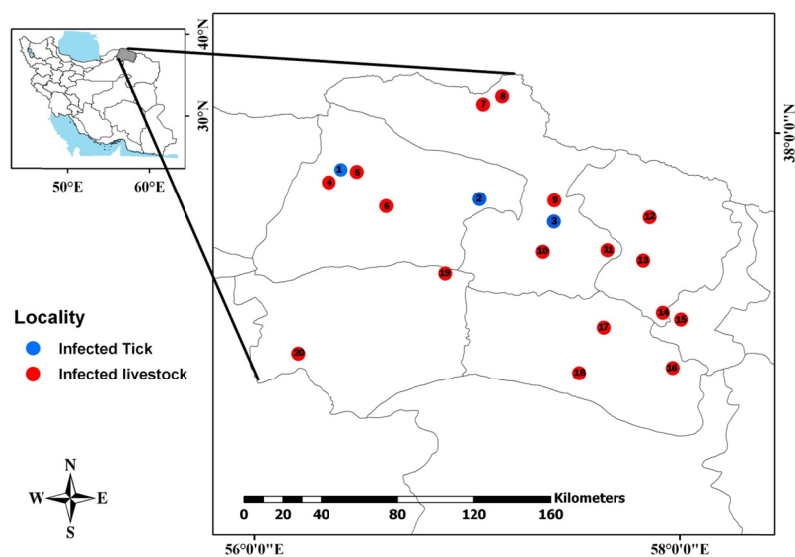 40°N
30°N
50°E
60°E
38°0'0"N
8
7
1
5
4
6
2
9
3
12
10
11
13
19
14
15
17
20
18
16
Locality
Infected Tick
Infected livestock
N
W
E
S
Kilometers
0 20 40 80 120 160
56°0'0"E
58°0'0"E